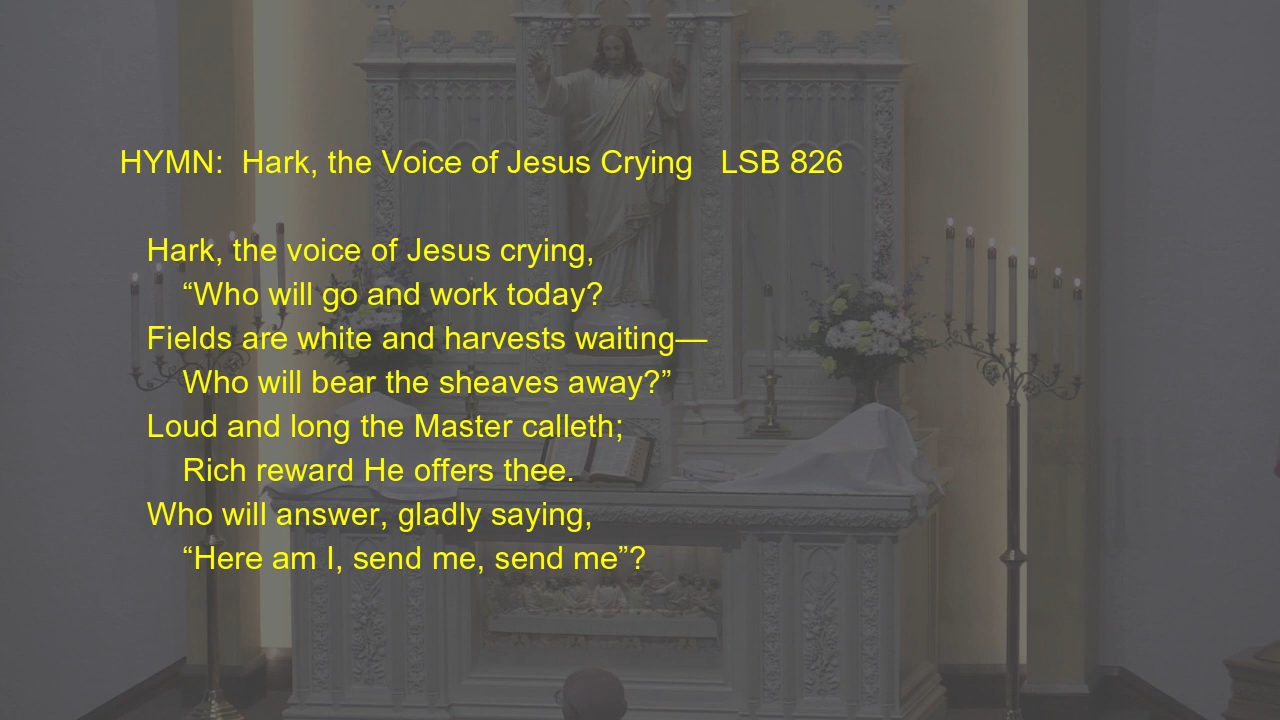 HYMN:  Hark, the Voice of Jesus Crying   LSB 826
Hark, the voice of Jesus crying,
“Who will go and work today?
Fields are white and harvests waiting—
Who will bear the sheaves away?”
Loud and long the Master calleth;
Rich reward He offers thee.
Who will answer, gladly saying,
“Here am I, send me, send me”?